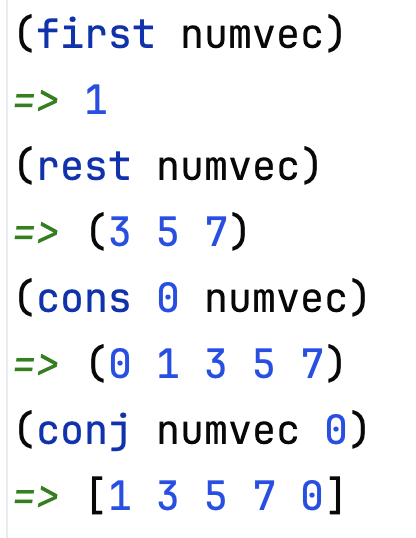 (first numvec)
=> 1
(rest numvec)
=> (3 5 7)
(cons 0 numvec)
=> (0 1 3 5 7)
(conj numvec 0)
=> [1 3 5 7 0]